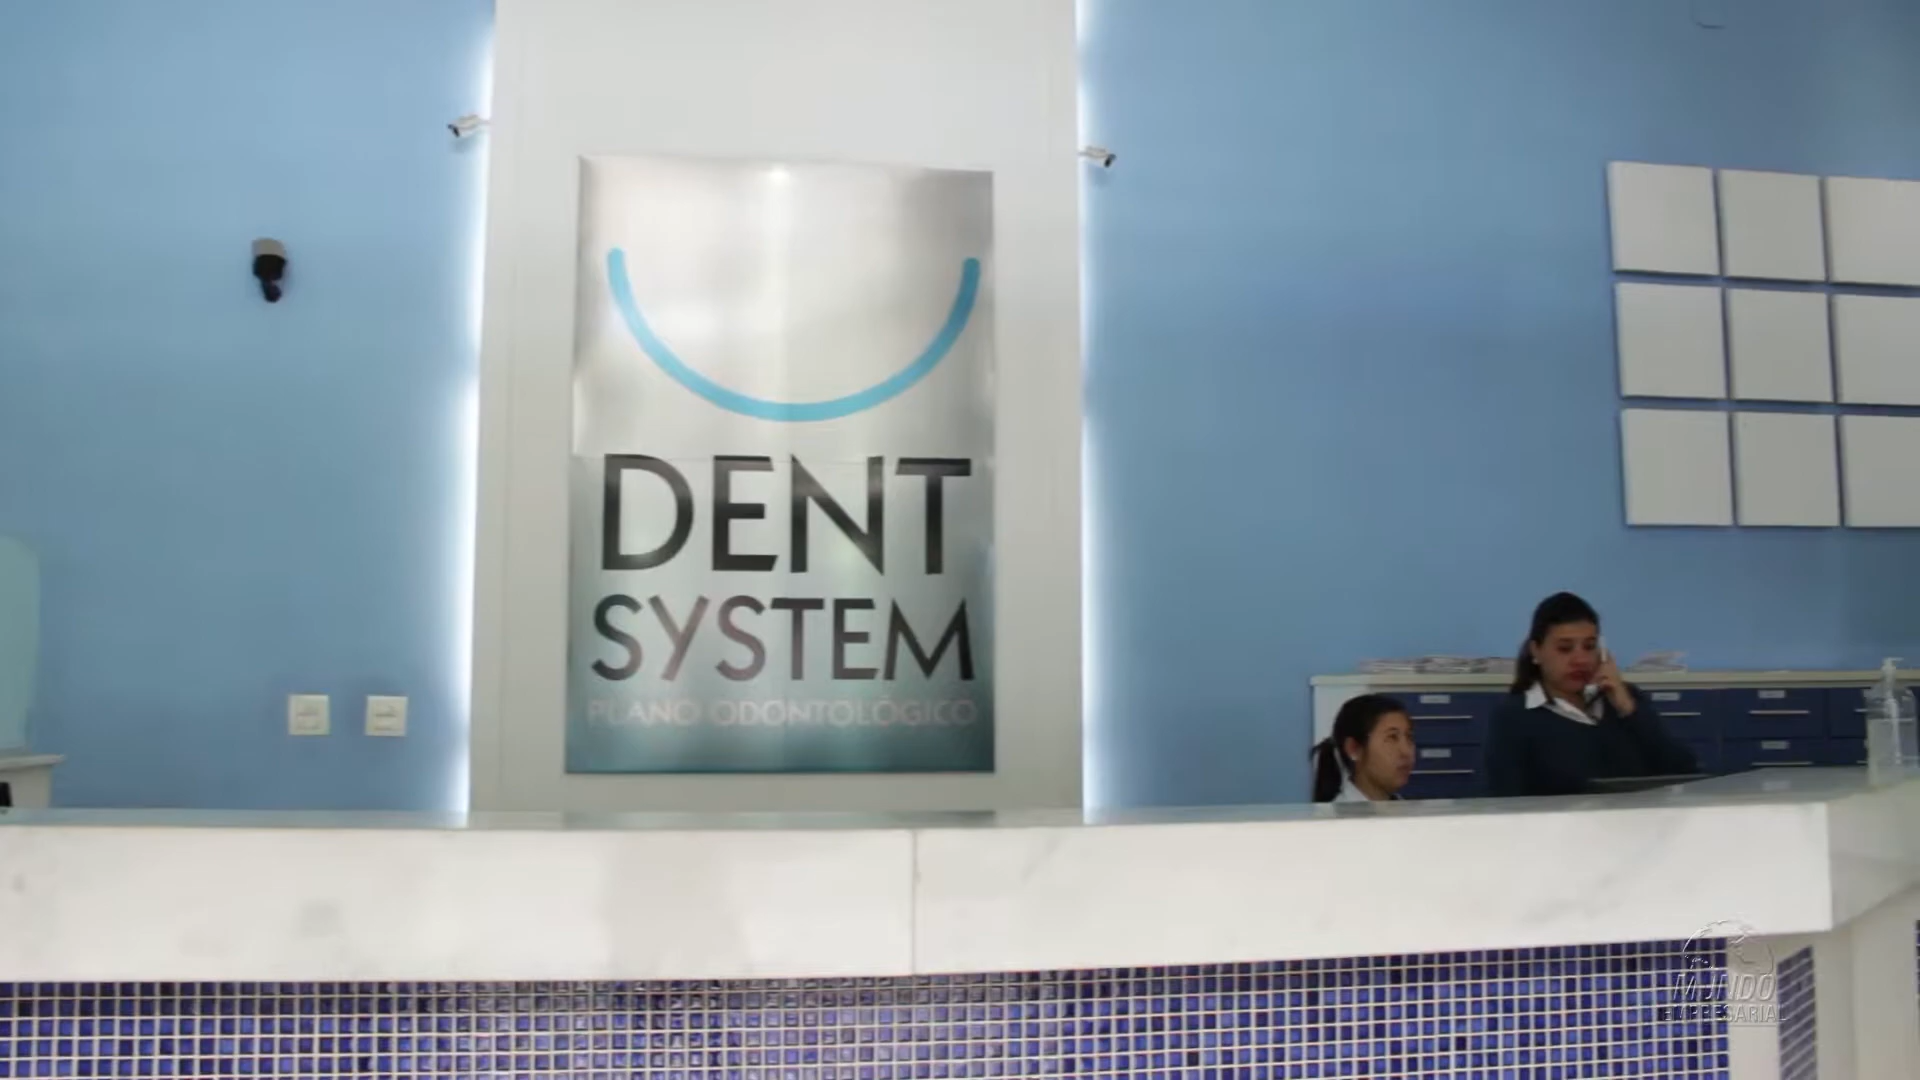 DENT
SYSTEM
PLANO ODONTOLÓGICO
MUNDO
EMPRESARIAL